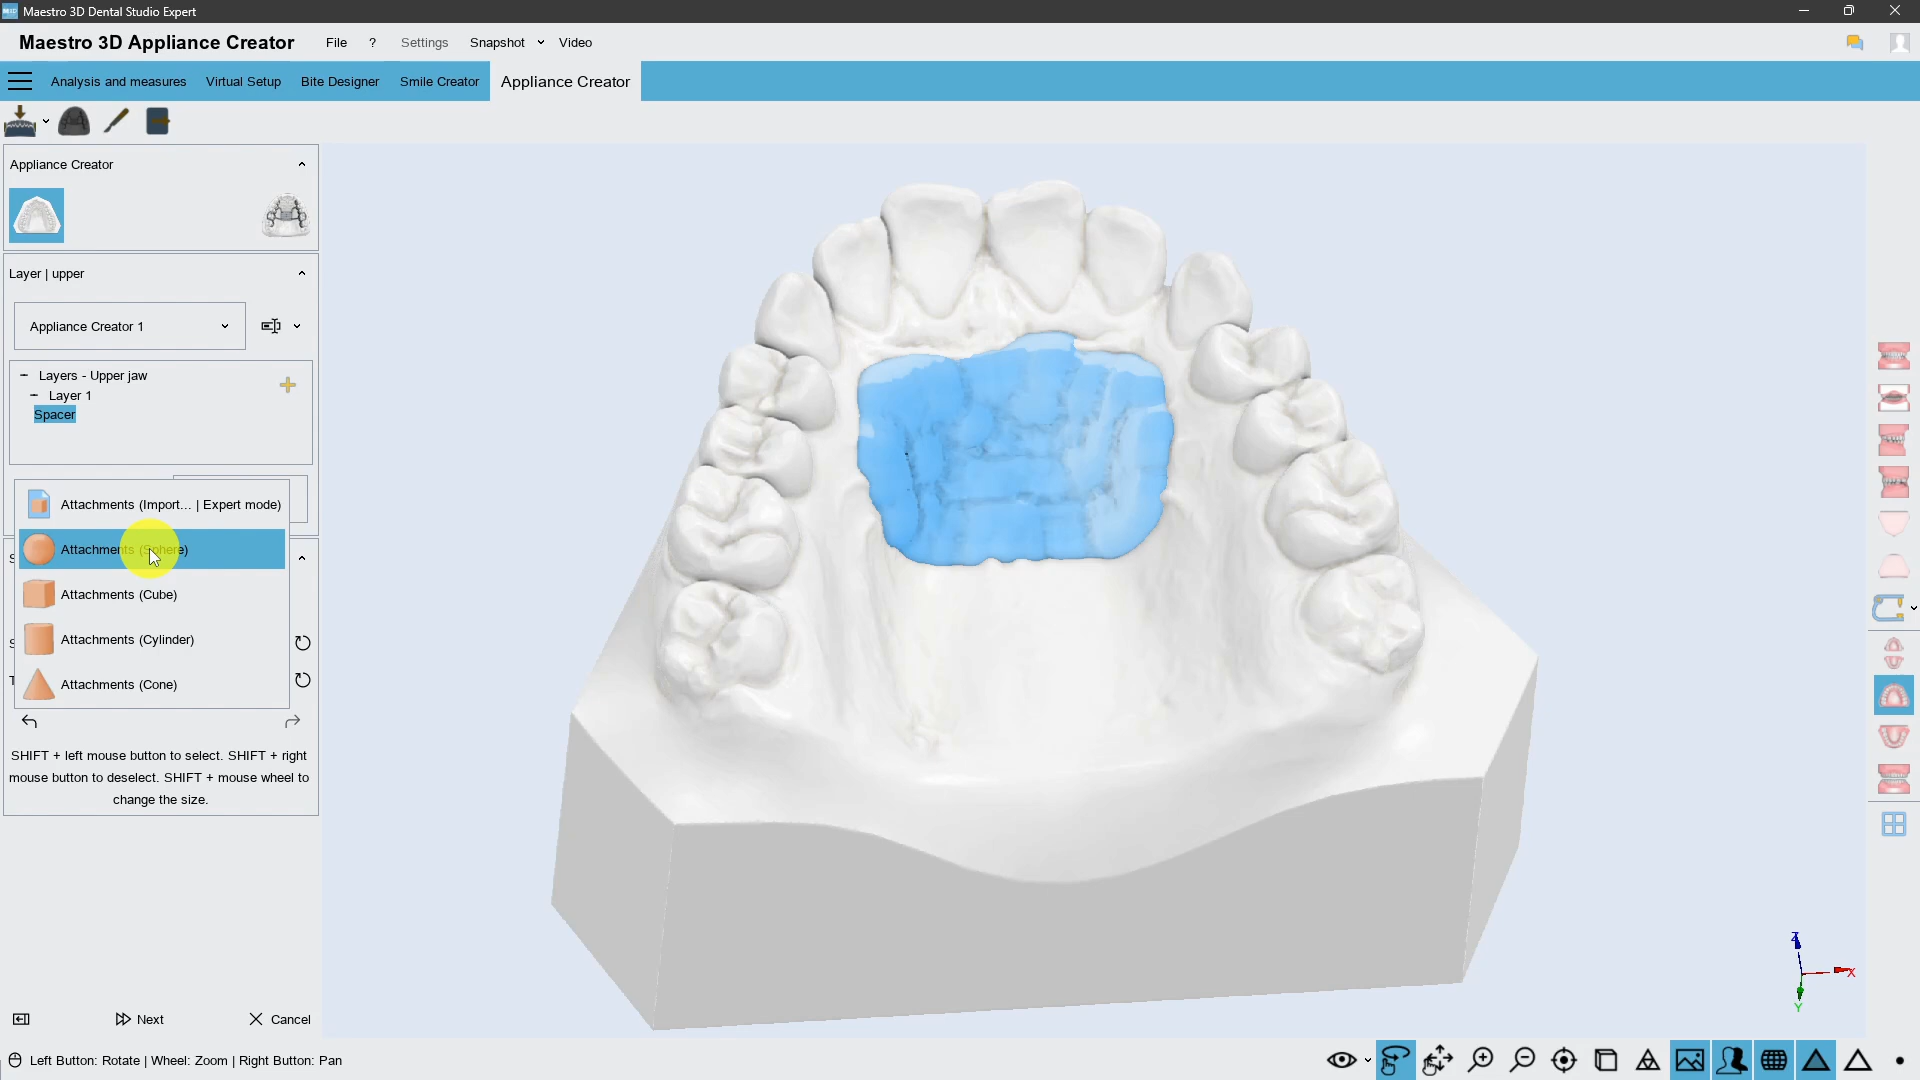 Maestro 3D Dental Studio Expert
Maestro 3D Appliance Creator
File
?
Settings
Snapshot
Video
Analysis and measures
Virtual Setup
Bite Designer
Smile Creator
Appliance Creator
Appliance Creator
Layer | upper
Appliance Creator 1
Layers - Upper jaw
Layer 1
Spacer
Attachments (Import... | Expert mode)
Attachments (Sphere)
Attachments (Cube)
Attachments (Cylinder)
Attachments (Cone)
SHIFT + left mouse button to select. SHIFT + right
mouse button to deselect. SHIFT + mouse wheel to
change the size.
Next
Cancel
Left Button: Rotate | Wheel: Zoom | Right Button: Pan
Z
X
Y